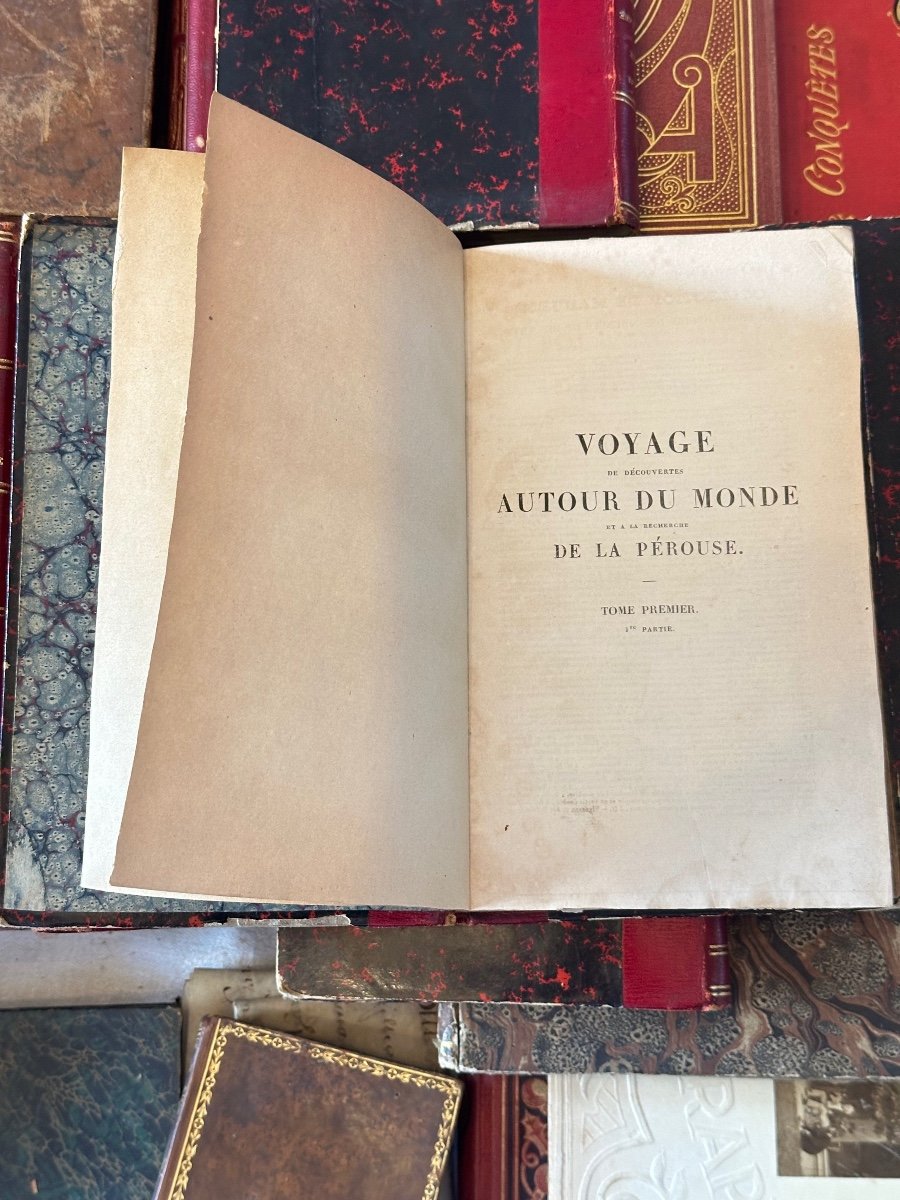 CONQUÊTES
VOYAGE
DE DÉCOUVERTES
AUTOUR DU MONDE
ET A LA RECHERCHE
DE LA PÉROUSE.
TOME PREMIER.
1re PARTIE.